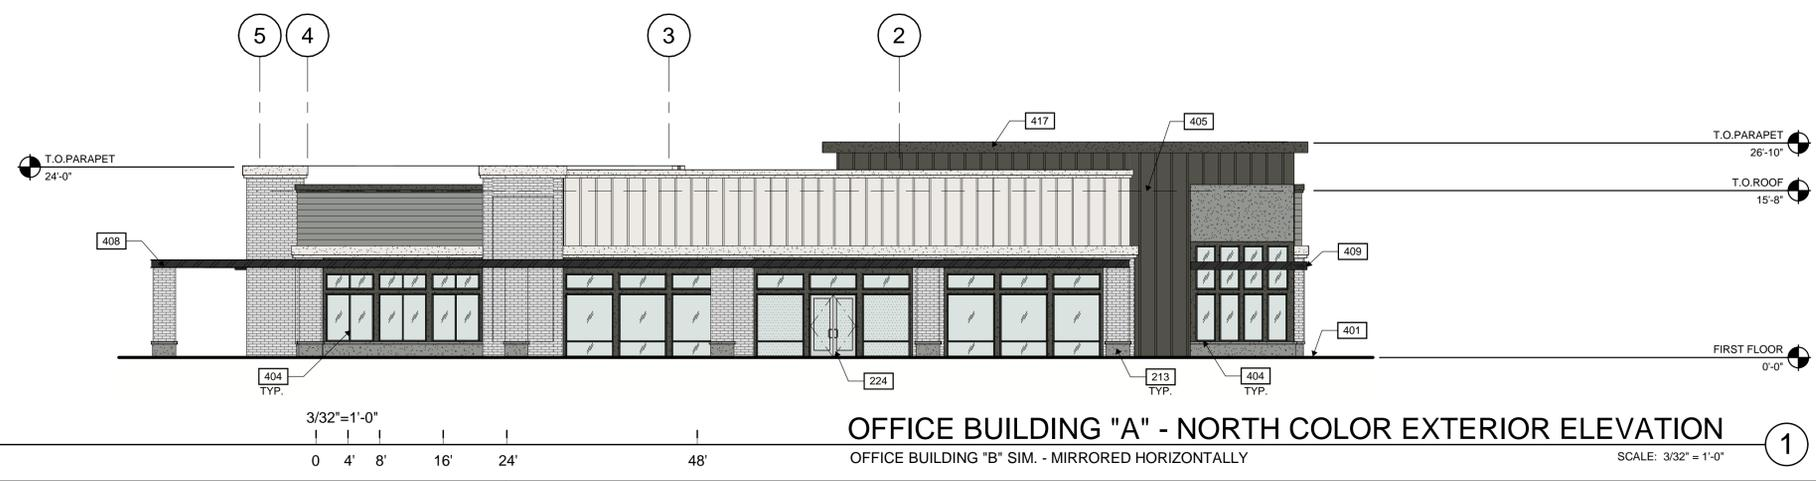 5 4 3 2
417
405
T.O.PARAPET
26'-10"
T.O.PARAPET
24'-0"
T.O.ROOF
15'-8"
408
409
401
FIRST FLOOR
0'-0"
404
TYP.
224
213
TYP.
404
TYP.
3/32"=1'-0"
0 4' 8' 16' 24' 48'
OFFICE BUILDING "A" - NORTH COLOR EXTERIOR ELEVATION
1
OFFICE BUILDING "B" SIM. - MIRRORED HORIZONTALLY
SCALE: 3/32" = 1'-0"